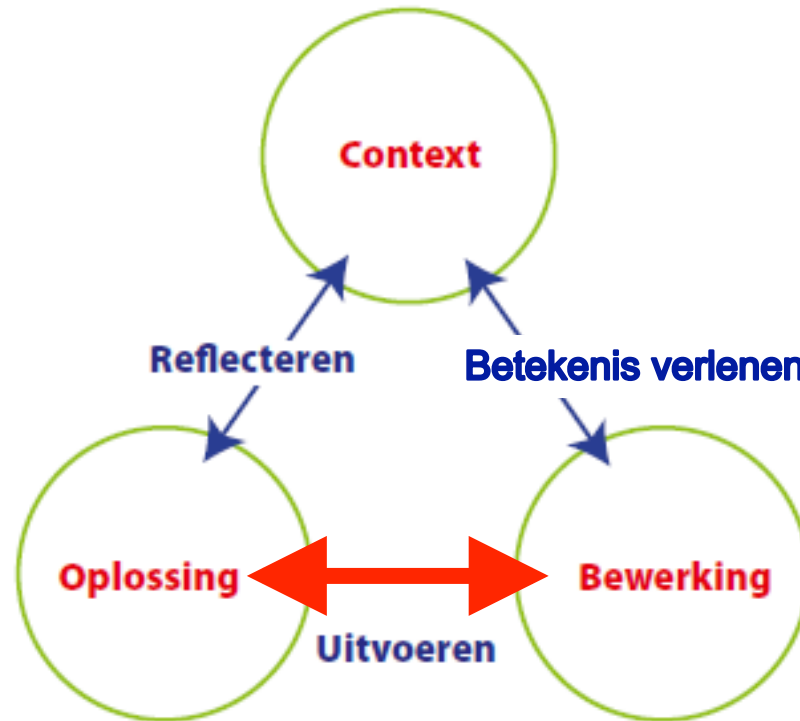 Context
Reflecteren
Betekenis verlenen
Oplossing
Bewerking
Uitvoeren